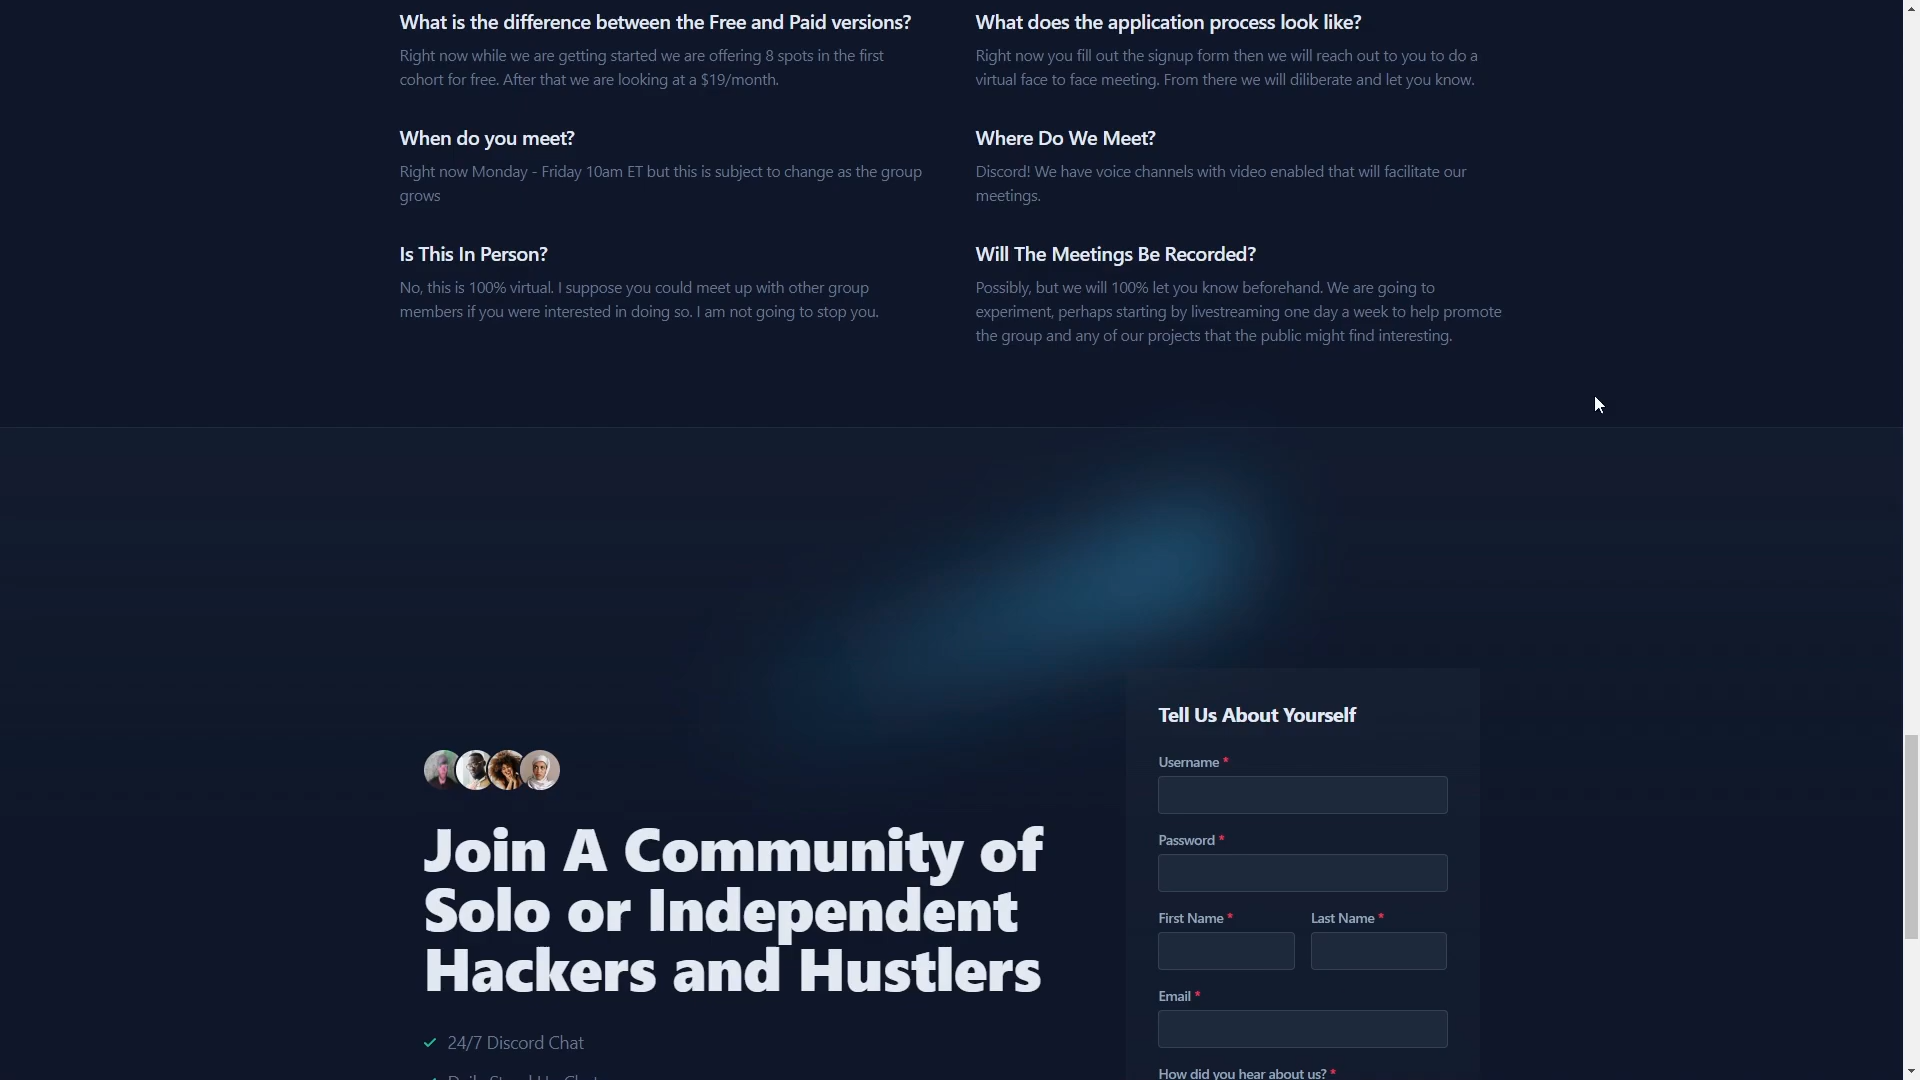 What is the difference between the Free and Paid versions?
Right now while we are getting started we are offering 8 spots in the first
cohort for free. After that we are looking at a $19/month.
What does the application process look like?
Right now you fill out the signup form then we will reach out to you to do a
virtual face to face meeting. From there we will diliberate and let you know.
When do you meet?
Right now Monday - Friday 10am ET but this is subject to change as the group
grows
Where Do We Meet?
Discord! We have voice channels with video enabled that will facilitate our
meetings.
Is This In Person?
No, this is 100% virtual. I suppose you could meet up with other group
members if you were interested in doing so. I am not going to stop you.
Will The Meetings Be Recorded?
Possibly, but we will 100% let you know beforehand. We are going to
experiment, perhaps starting by livestreaming one day a week to help promote
the group and any of our projects that the public might find interesting.
Join A Community of
Solo or Independent
Hackers and Hustlers
24/7 Discord Chat
Tell Us About Yourself
Username *
Password *
First Name * Last Name *
Email *
How did you hear about us? *